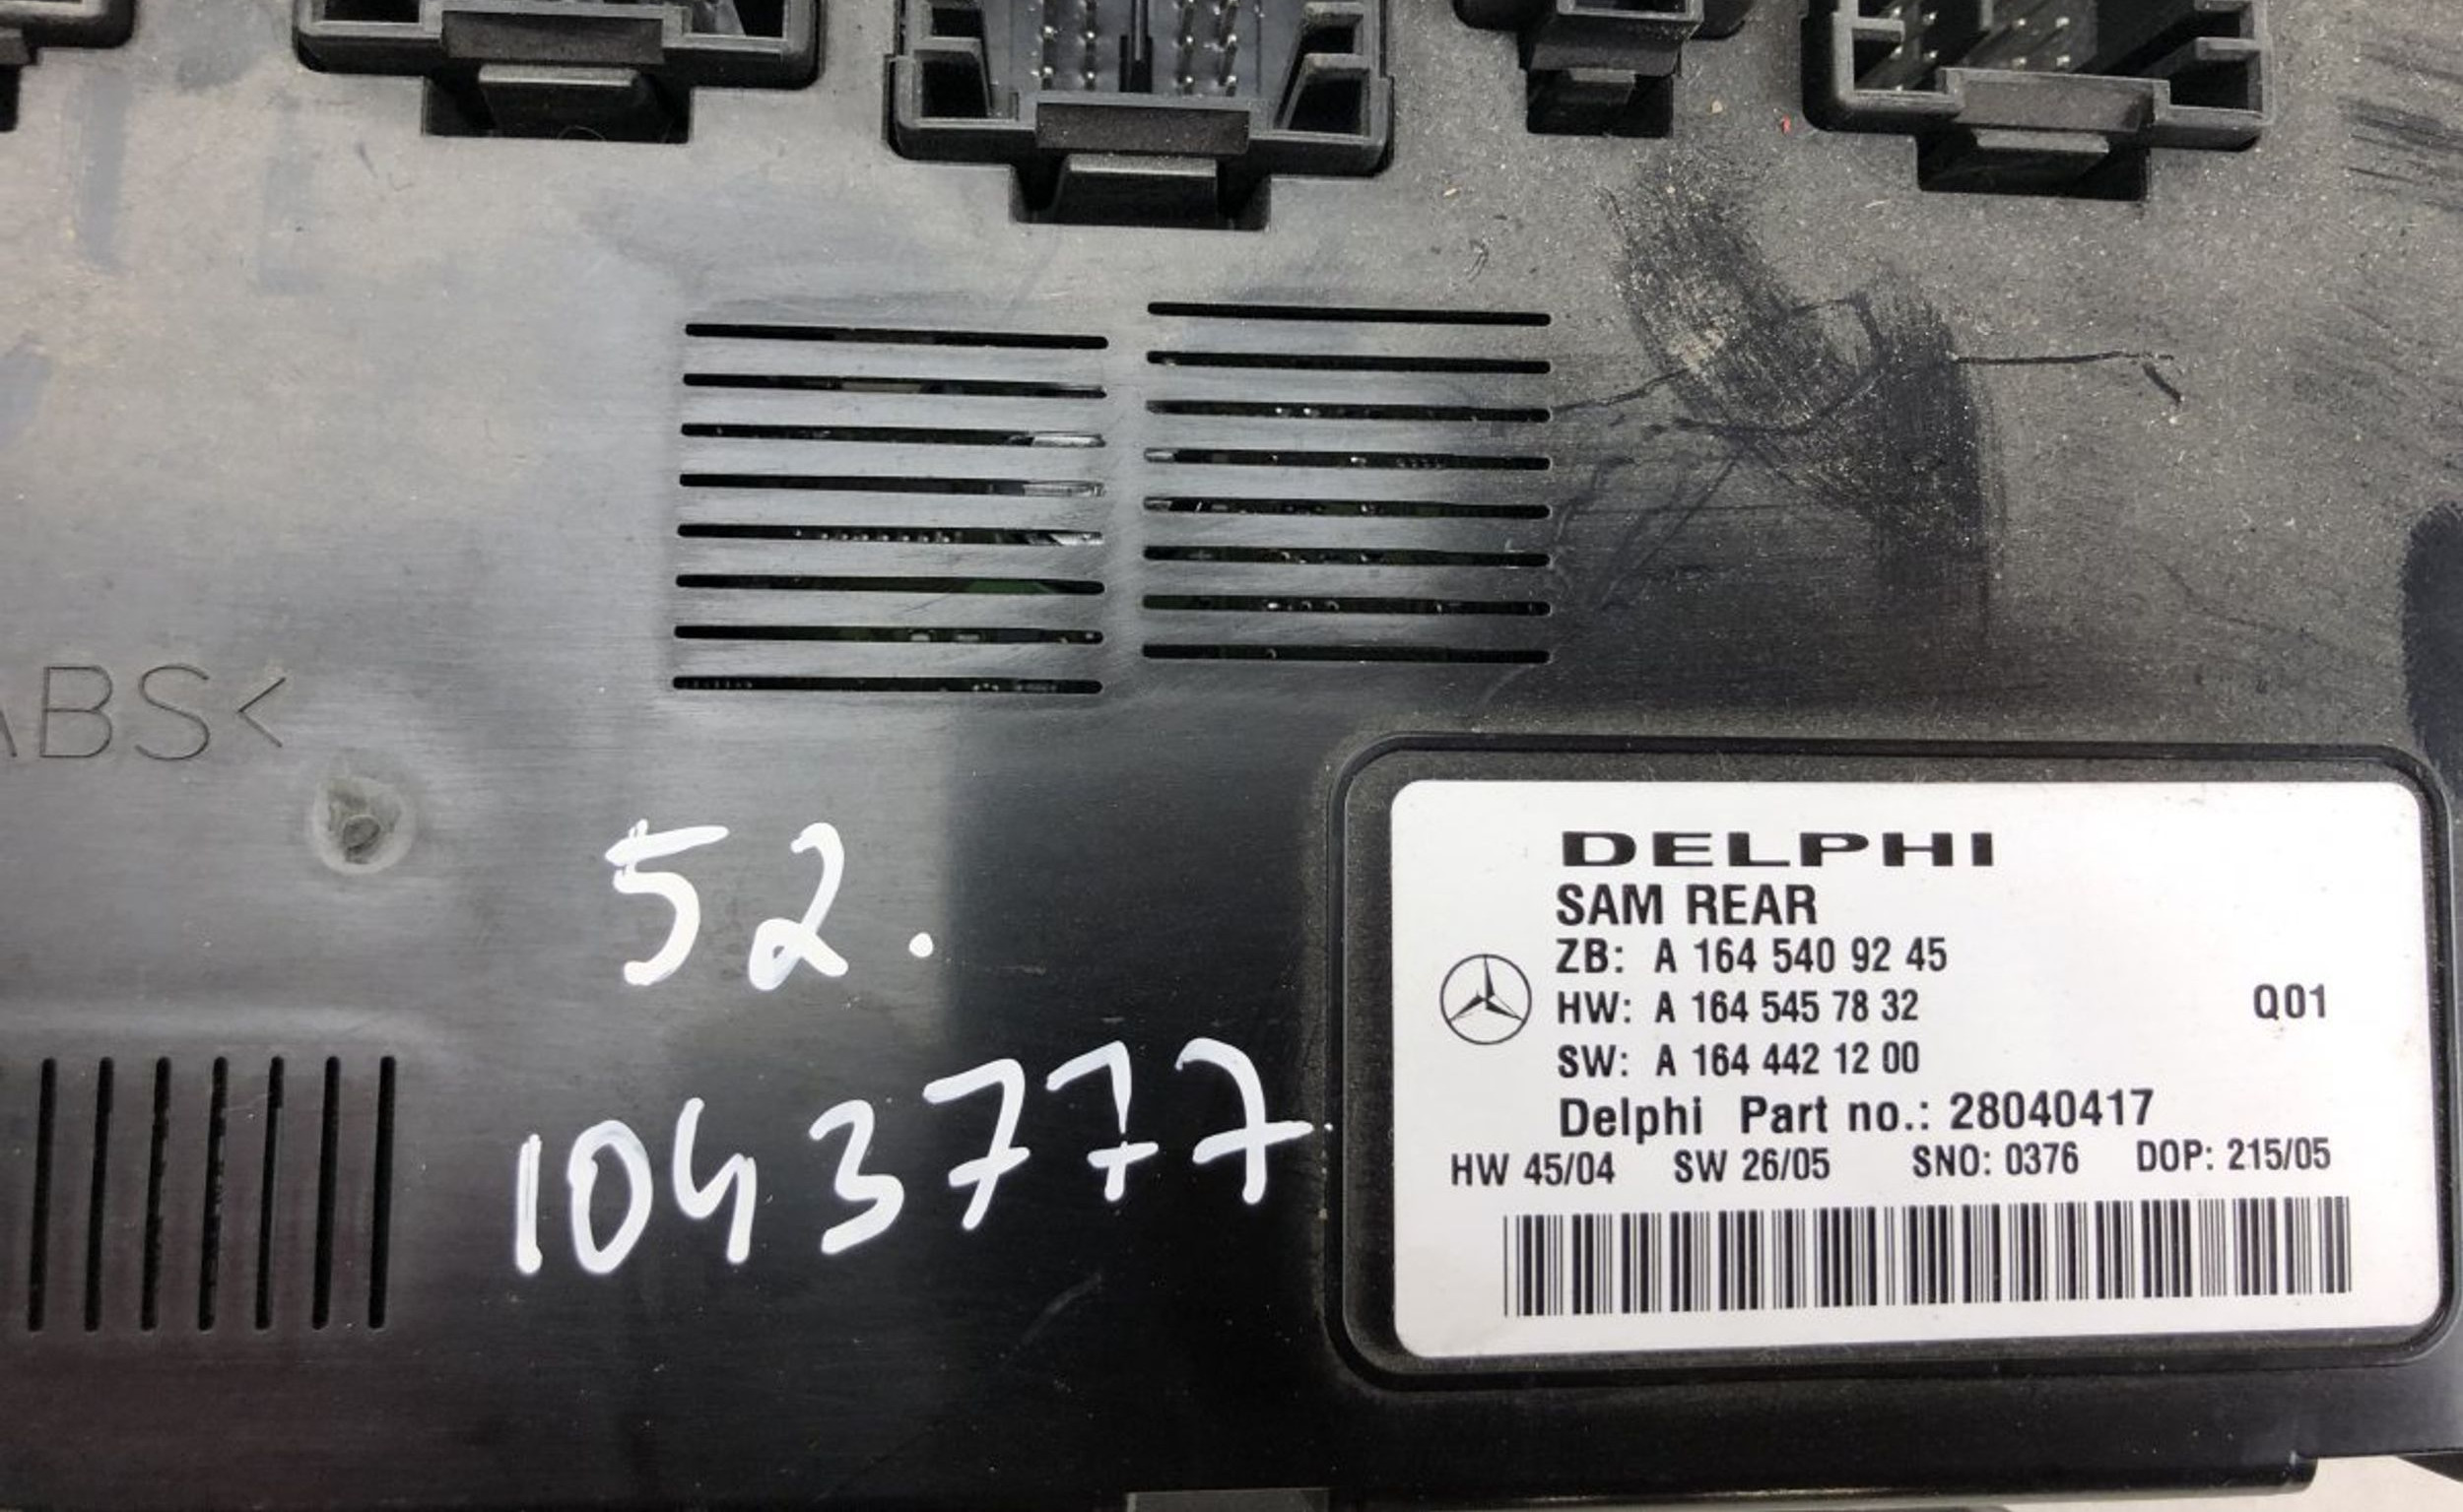 ABS<
52.
1043777
DELPHI
SAM REAR
ZB: A 164 540 92 45
HW: A 164 545 78 32
Q01
SW: A 164 442 12 00
Delphi Part no.: 28040417
HW 45/04 SW 26/05 SNO: 0376 DOP: 215/05